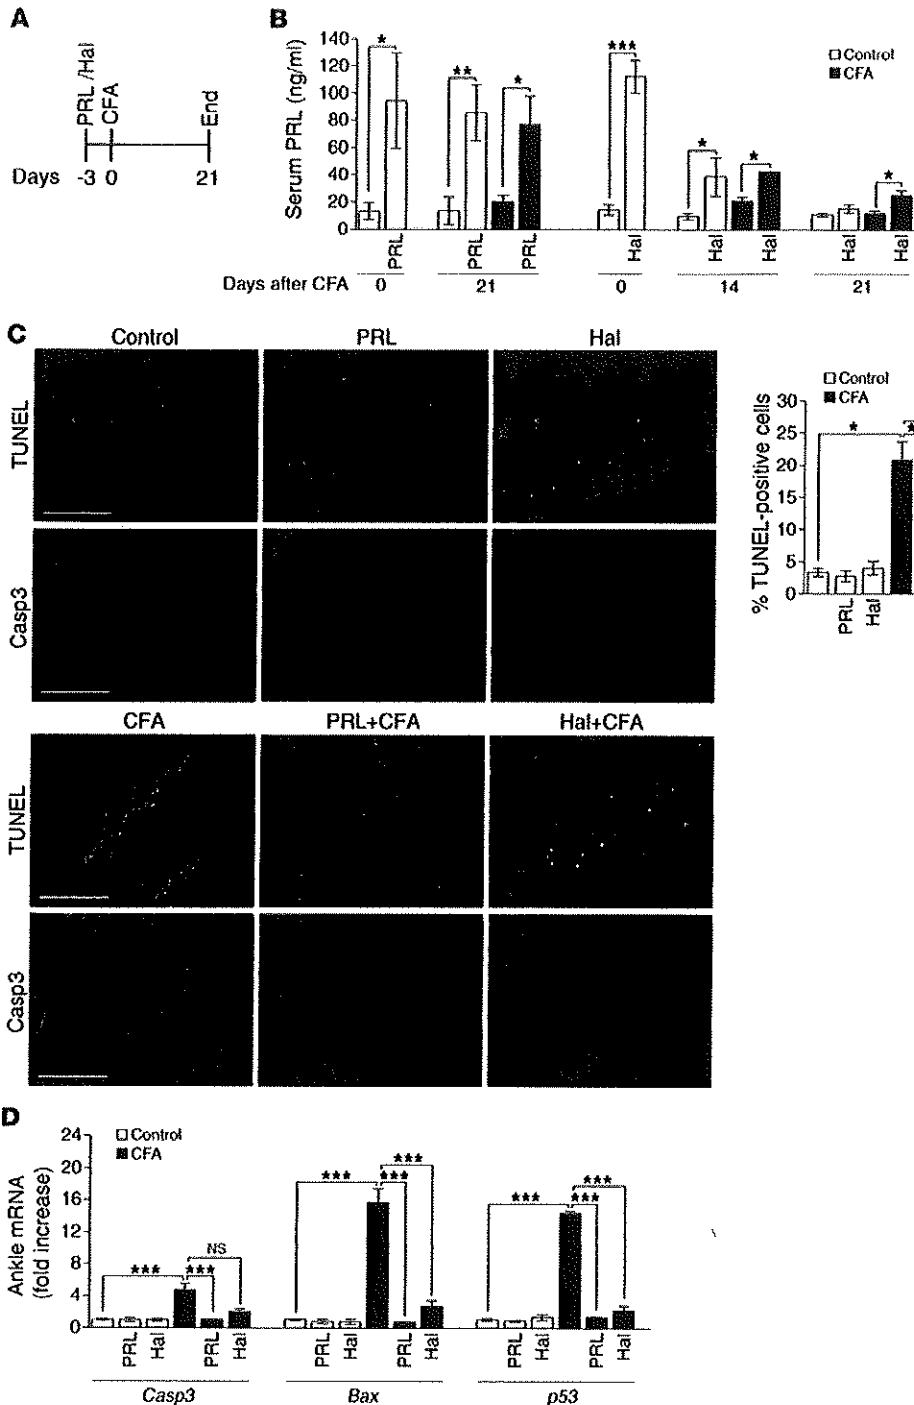 A
PRL /Hal
CFA
End
Days -3 0 21
B
Serum PRL (ng/ml)
140
120
100
80
60
40
20
0
* ** * *** * * *
Control
CFA
PRL PRL PRL Hal Hal Hal Hal Hal
Days after CFA 0 21 0 14 21
C
Control PRL Hal
TUNEL
Casp3
CFA PRL+CFA Hal+CFA
TUNEL
Casp3
Control
CFA
% TUNEL-positive cells
30
25
20
15
10
5
0
* *
PRL Hal
D
Ankle mRNA
(fold increase)
24
20
16
12
8
4
0
Control
CFA
*** *** NS
*** *** ***
*** *** ***
PRL Hal PRL Hal PRL Hal PRL Hal PRL Hal PRL Hal
Casp3 Bax p53